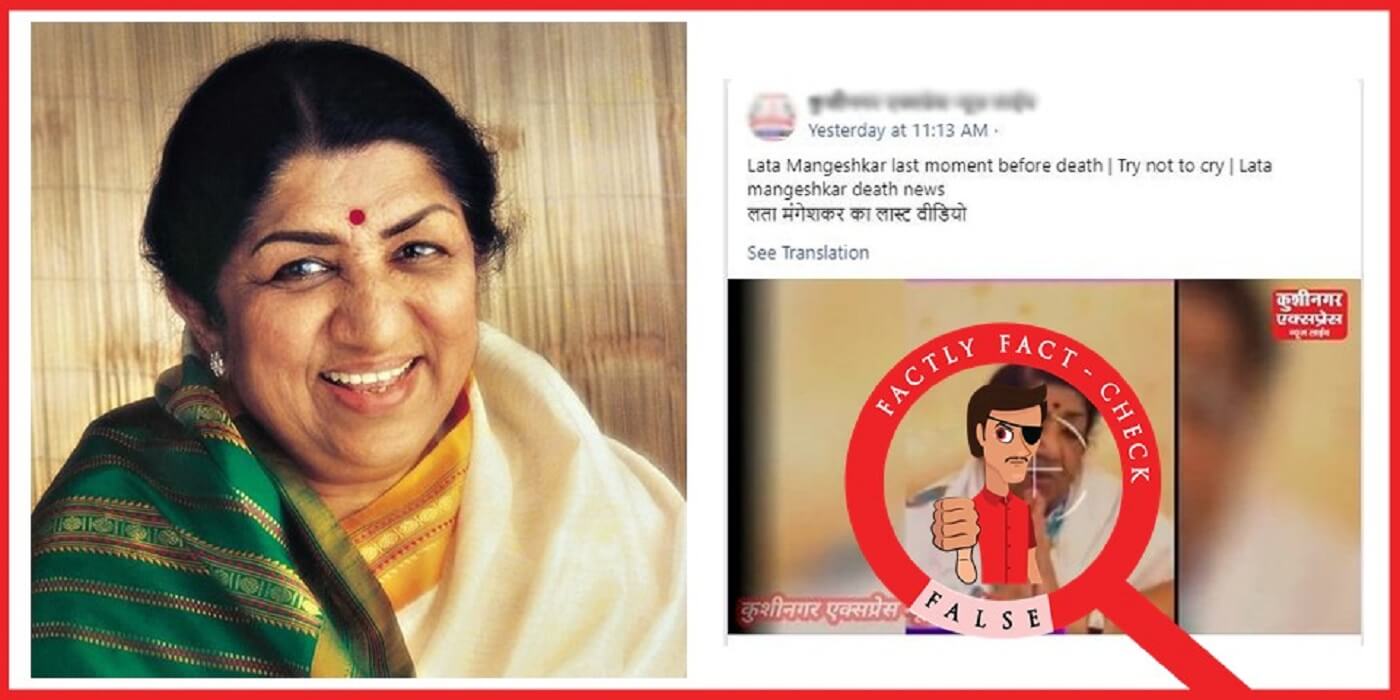 Yesterday at 11:13 AM ·
Lata Mangeshkar last moment before death | Try not to cry | Lata
mangeshkar death news
लता मंगेशकर का लास्ट वीडियो
See Translation
कुशीनगर
एक्सप्रेस
न्यूज लाईव
FACTLY FACT - CHECK
कुशीनगर एक्सप्रेस
FALSE